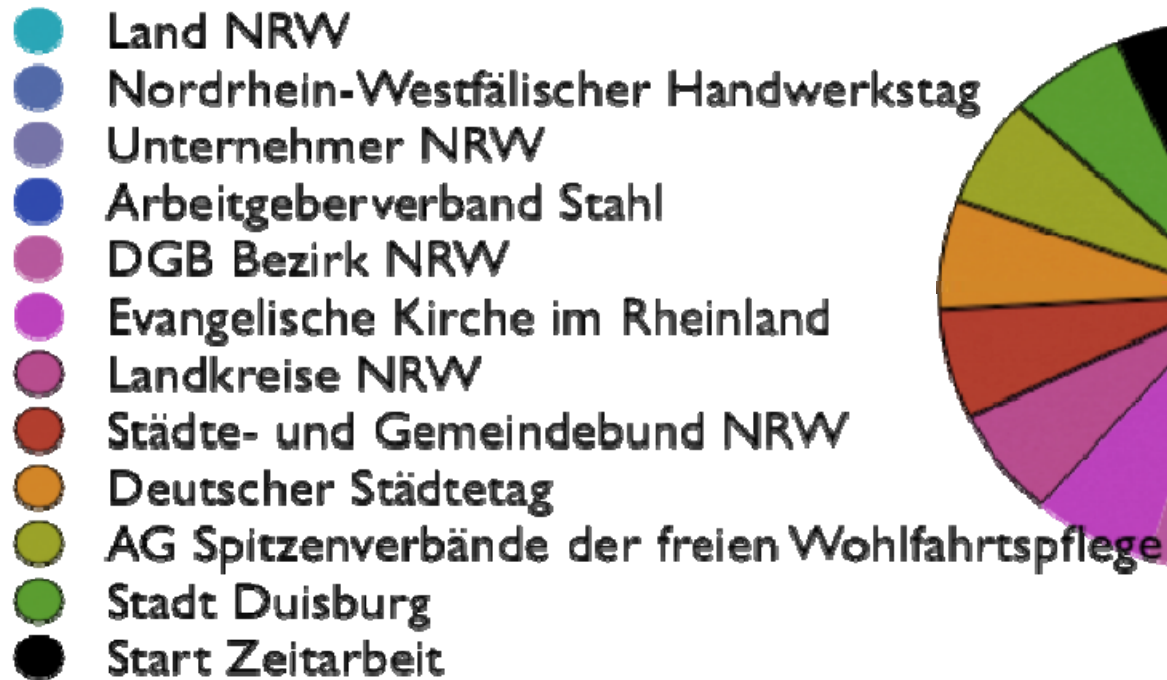 Land NRW
Nordrhein-Westfälischer Handwerkstag
Unternehmer NRW
Arbeitgeberverband Stahl
DGB Bezirk NRW
Evangelische Kirche im Rheinland
Landkreise NRW
Städte- und Gemeindebund NRW
Deutscher Städtetag
AG Spitzenverbände der freien Wohlfahrtspflege
Stadt Duisburg
Start Zeitarbeit